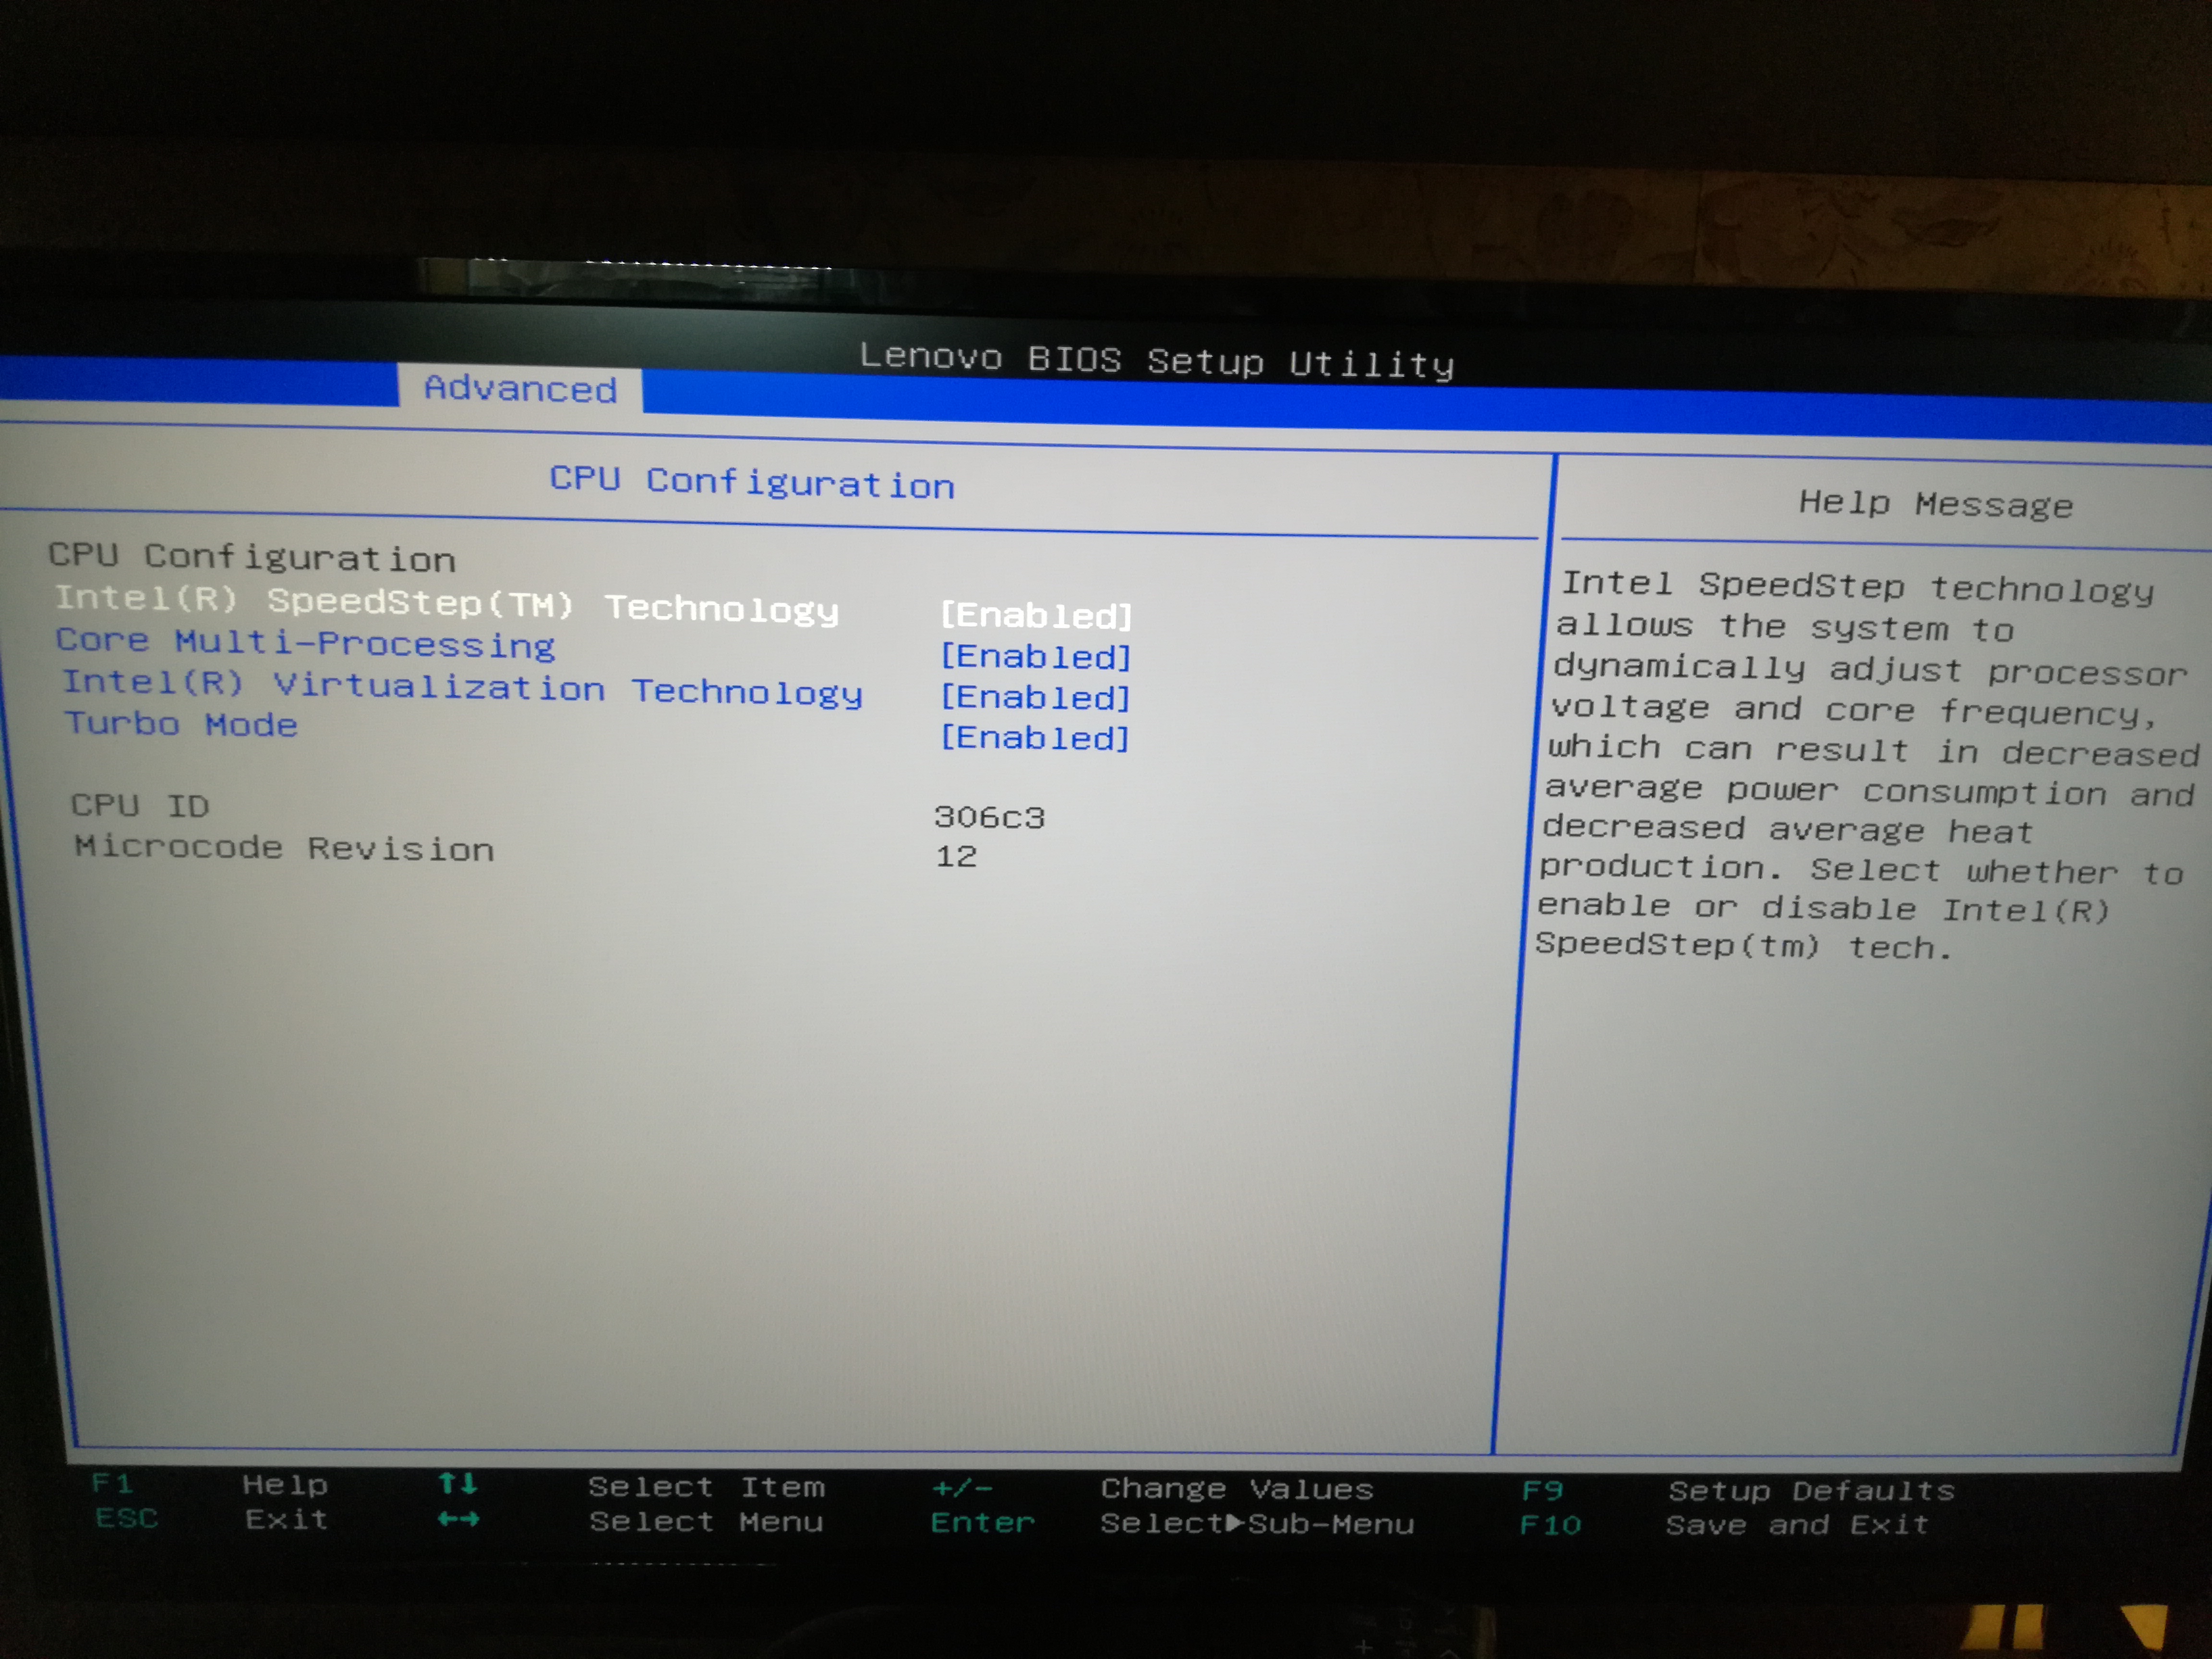 Lenovo BIOS Setup Utility
Advanced
CPU Configuration
CPU Configuration
Intel(R) SpeedStep(TM) Technology [Enabled]
Core Multi-Processing [Enabled]
Intel(R) Virtualization Technology [Enabled]
Turbo Mode [Enabled]
CPU ID 306c3
Microcode Revision 12
Help Message
Intel SpeedStep technology
allows the system to
dynamically adjust processor
voltage and core frequency,
which can result in decreased
average power consumption and
decreased average heat
production. Select whether to
enable or disable Intel(R)
SpeedStep(tm) tech.
F1 Help ↑↓ Select Item +/- Change Values F9 Setup Defaults
ESC Exit ←→ Select Menu Enter Select▶Sub-Menu F10 Save and Exit